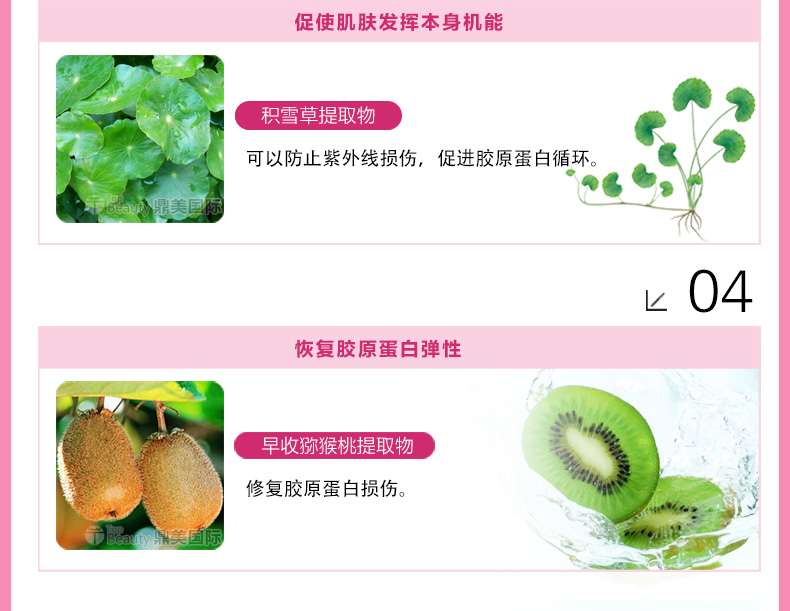 促使肌肤发挥本身机能
积雪草提取物
可以防止紫外线损伤，促进胶原蛋白循环。
Beauty 鼎美国际
04
恢复胶原蛋白弹性
早收猕猴桃提取物
修复胶原蛋白损伤。
Beauty 鼎美国际